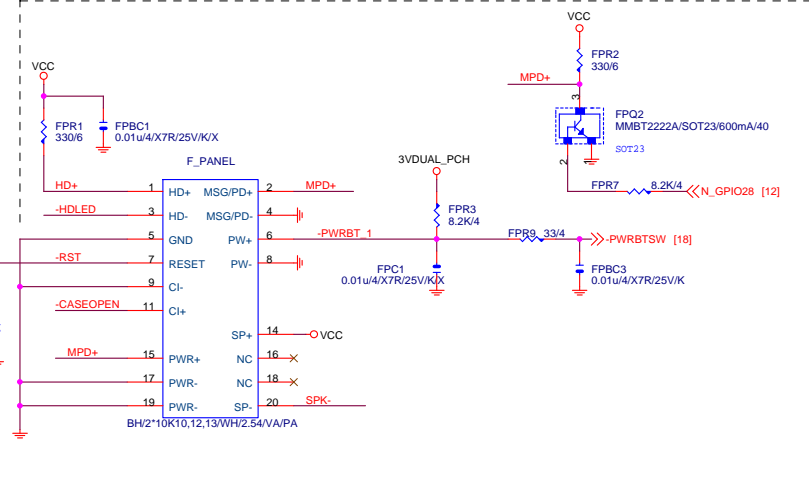 VCC
FPR2
330/6
MPD+
3
FPQ2
MMBT2222A/SOT23/600mA/40
SOT23
2
1
FPR7
8.2K/4
N_GPIO28 [12]
VCC
FPR1
330/6
FPBC1
0.01u/4/X7R/25V/K/X
F_PANEL
3VDUAL_PCH
FPR3
8.2K/4
HD+
1
HD+
MSG/PD+
2
MPD+
-HDLED
3
HD-
MSG/PD-
4
5
GND
PW+
6
-PWRBT_1
FPR9
33/4
-PWRBTSW [18]
-RST
7
RESET
PW-
8
FPC1
0.01u/4/X7R/25V/K/X
FPBC3
0.01u/4/X7R/25V/K
9
CI-
-CASEOPEN
11
CI+
SP+
14
VCC
MPD+
15
PWR+
NC
16
17
PWR-
NC
18
19
PWR-
SP-
20
SPK-
BH/2*10K10,12,13/WH/2.54/VA/PA